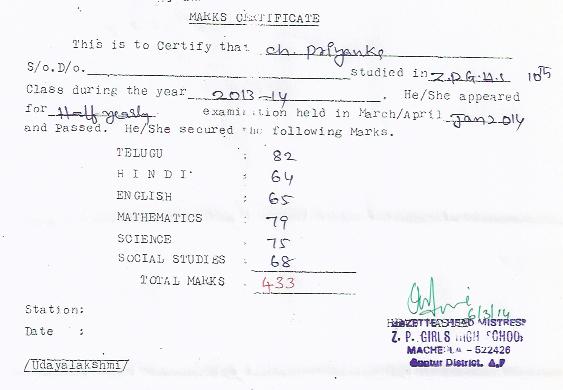 MARKS CERTIFICATE
This is to Certify that ch. priyanka
S/o.D/o. studied in Z.P.G.H.S 10th
Class during the year 2013-14 . He/She appeared
for Half yearly examination held in March/April Jan 2014
and Passed. He/She secured the following Marks.
TELUGU : 82
HINDI : 64
ENGLISH : 65
MATHEMATICS : 79
SCIENCE : 75
SOCIAL STUDIES : 68
TOTAL MARKS : 433
6/3/14
Station:
GAZETTED HEAD MISTRESS
Date :
Z. P. GIRLS HIGH SCHOOL
MACHERLA - 522426
Guntur District. A.P
/Udayalakshmi/